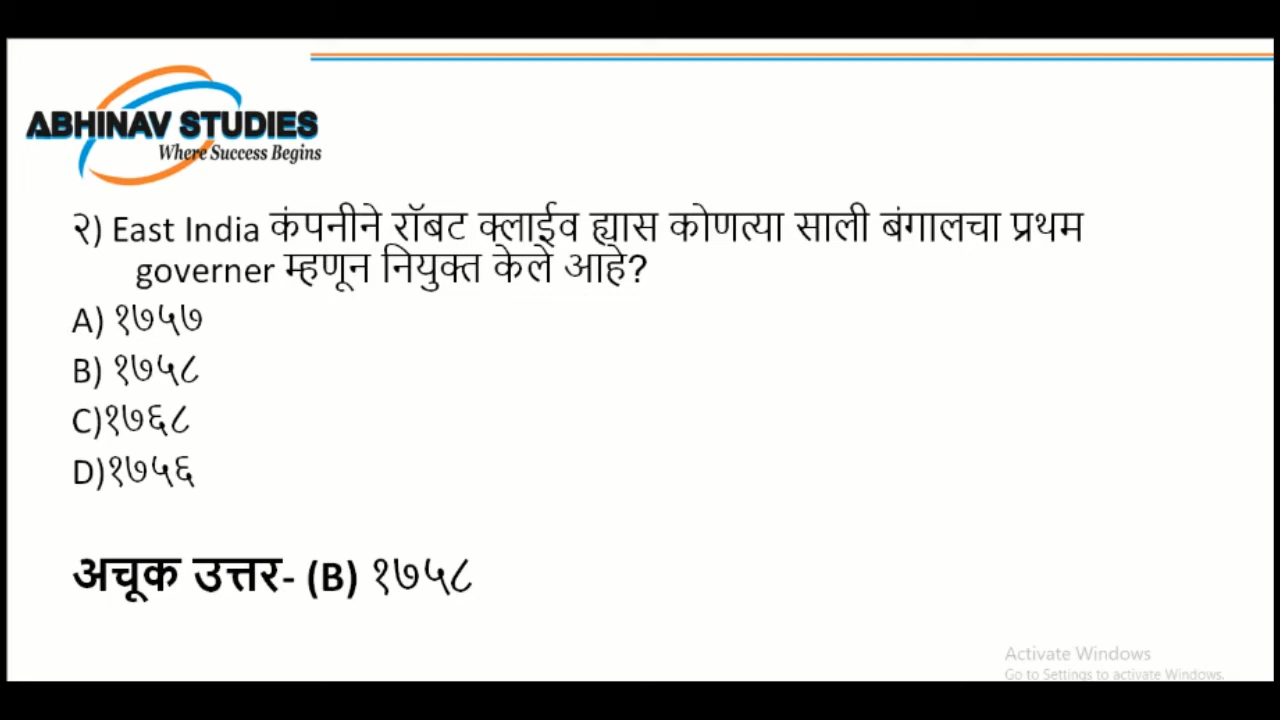 ABHINAV STUDIES
Where Success Begins
२) East India कंपनीने रॉबट क्लाईव ह्यास कोणत्या साली बंगालचा प्रथम
governer म्हणून नियुक्त केले आहे?
A) १७५७
B) १७५८
C)१७६८
D)१७५६
अचूक उत्तर- (B) १७५८
Activate Windows
Go to Settings to activate Windows.